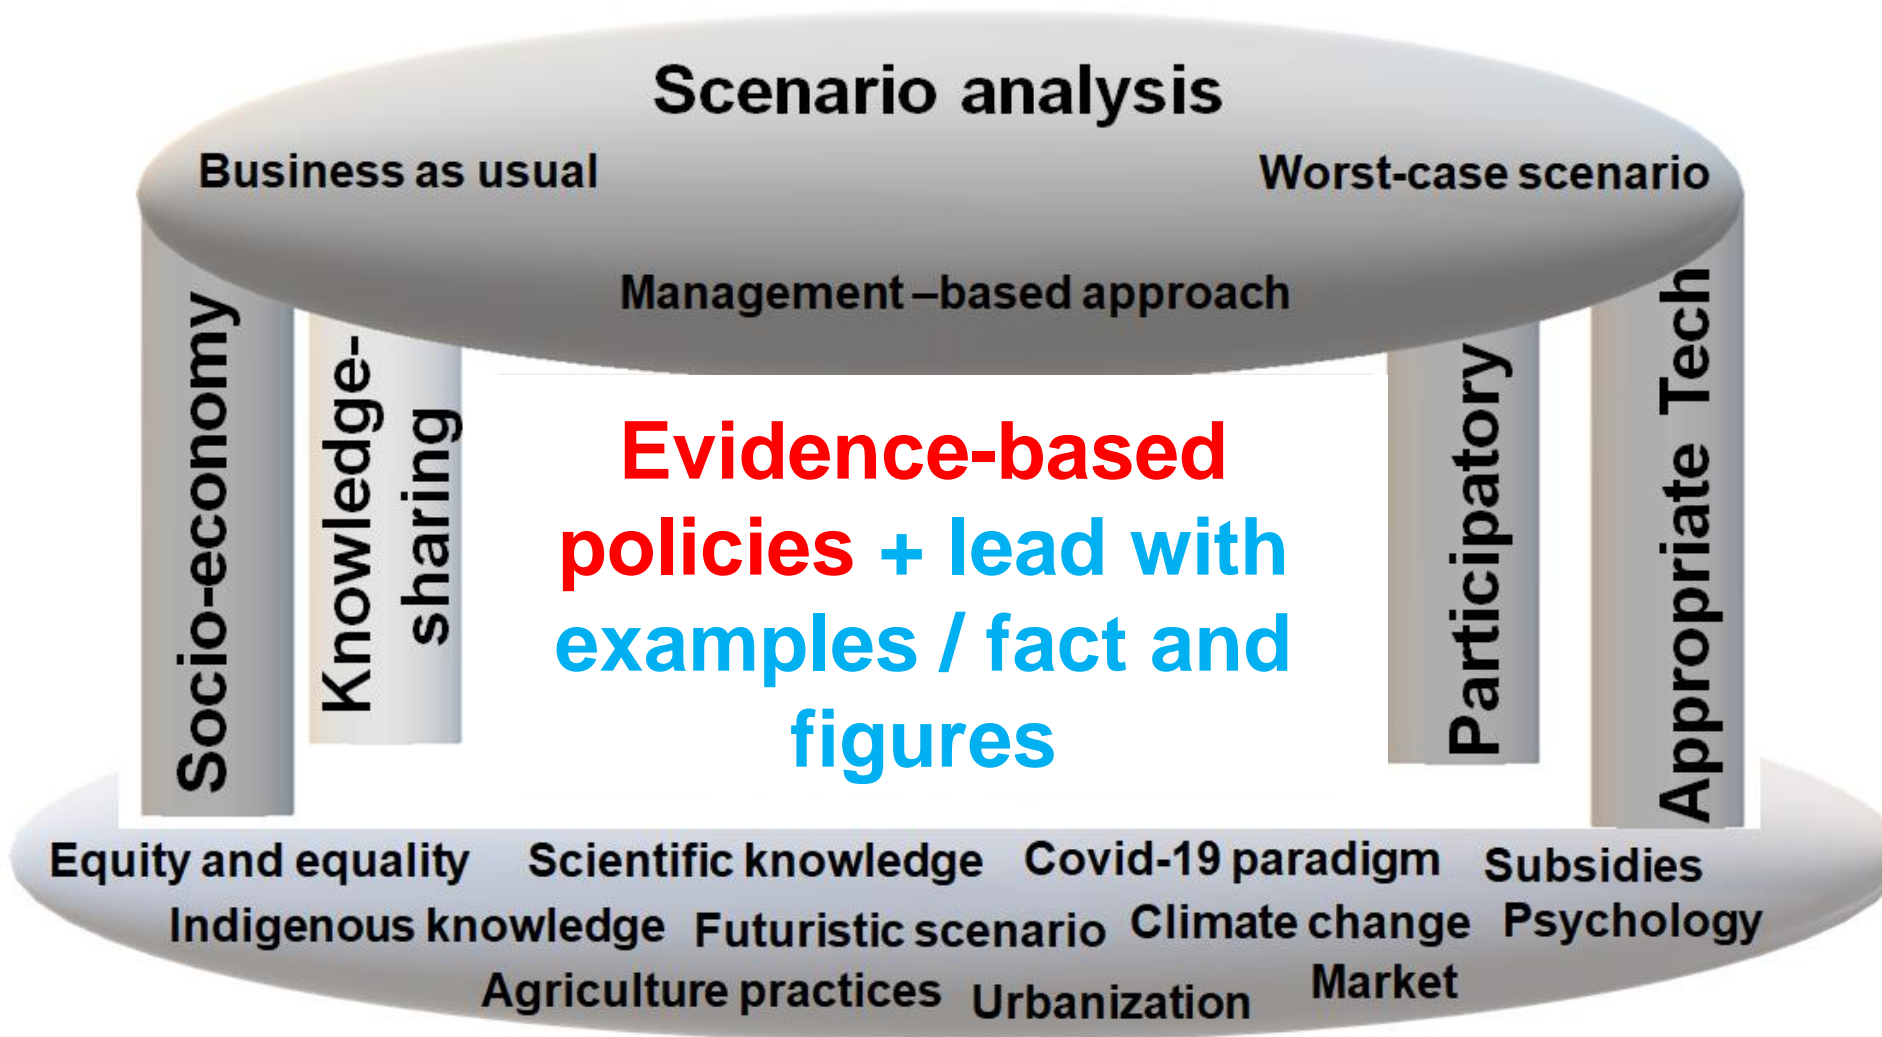 Scenario analysis
Business as usual
Worst-case scenario
Management –based approach
Socio-economy
Knowledge-
sharing
Evidence-based
policies + lead with
examples / fact and
figures
Participatory
Appropriate Tech
Equity and equality
Scientific knowledge
Covid-19 paradigm
Subsidies
Indigenous knowledge
Futuristic scenario
Climate change
Psychology
Agriculture practices
Urbanization
Market